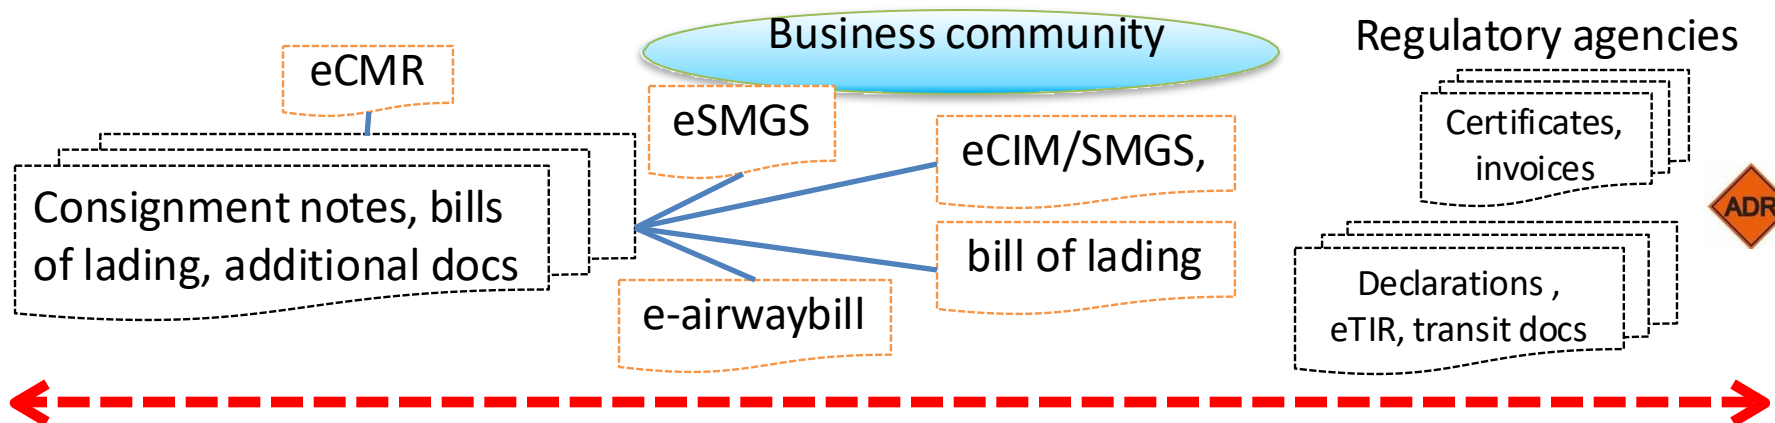 Business community
Regulatory agencies
eCMR
eSMGS
eCIM/SMGS,
Certificates,
invoices
ADR
Consignment notes, bills
of lading, additional docs
bill of lading
e-airwaybill
Declarations ,
eTIR, transit docs